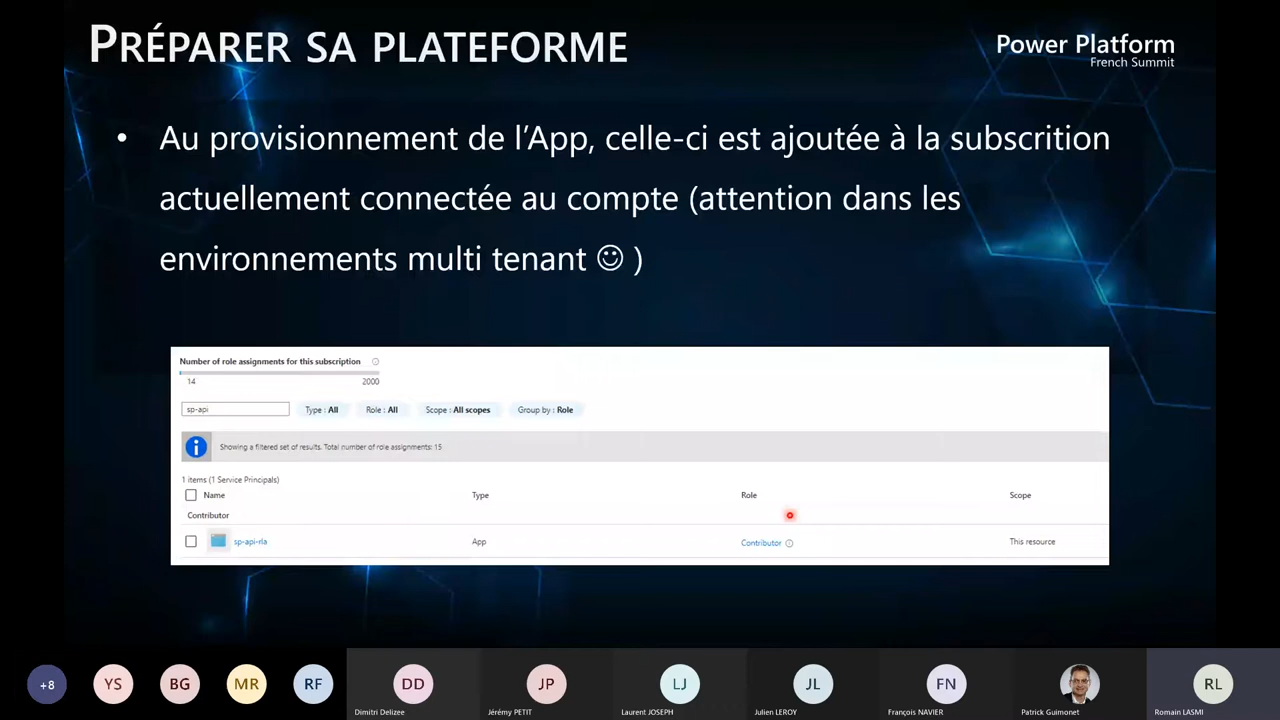 PRÉPARER SA PLATEFORME
Power Platform
French Summit
• Au provisionnement de l’App, celle-ci est ajoutée à la subscrition
actuellement connectée au compte (attention dans les
environnements multi tenant ☺ )
Number of role assignments for this subscription
14 2000
sp-api Type : All Role : All Scope : All scopes Group by : Role
Showing a filtered set of results. Total number of role assignments: 15
1 items (1 Service Principals)
Name Type Role Scope
Contributor
sp-api-rla App Contributor This resource
+8 YS BG MR RF DD JP LJ JL FN RL
Dimitri Delizee Jérémy PETIT Laurent JOSEPH Julien LEROY François NAVIER Patrick Guimonet Romain LASMI